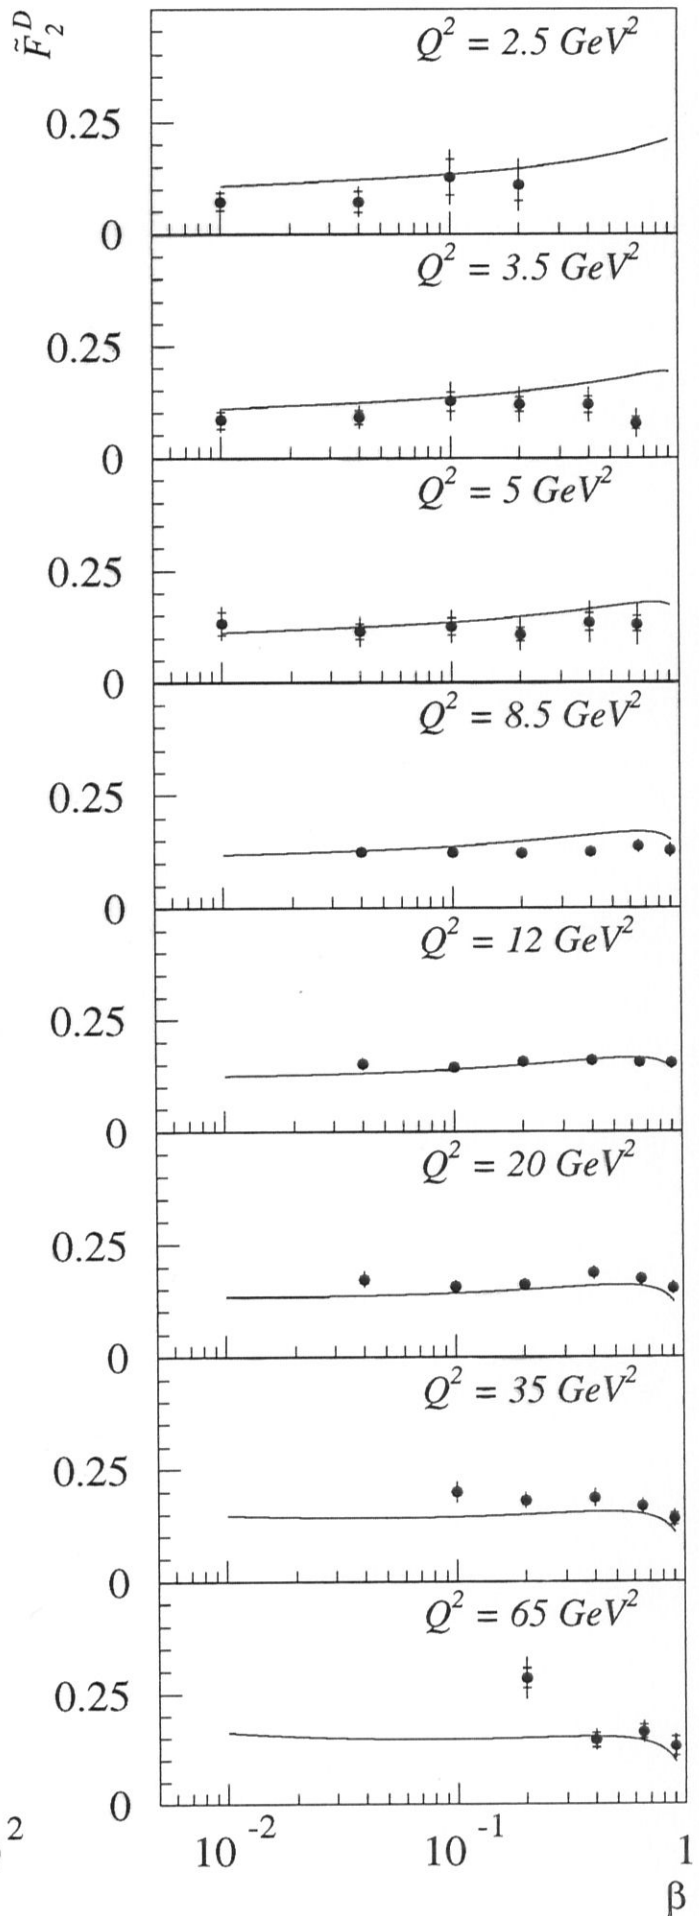 F̃₂ᴰ
Q² = 2.5 GeV²
0.25
0
Q² = 3.5 GeV²
0.25
0
Q² = 5 GeV²
0.25
0
Q² = 8.5 GeV²
0.25
0
Q² = 12 GeV²
0.25
0
Q² = 20 GeV²
0.25
0
Q² = 35 GeV²
0.25
0
Q² = 65 GeV²
0.25
0
2
10⁻² 10⁻¹ 1
β